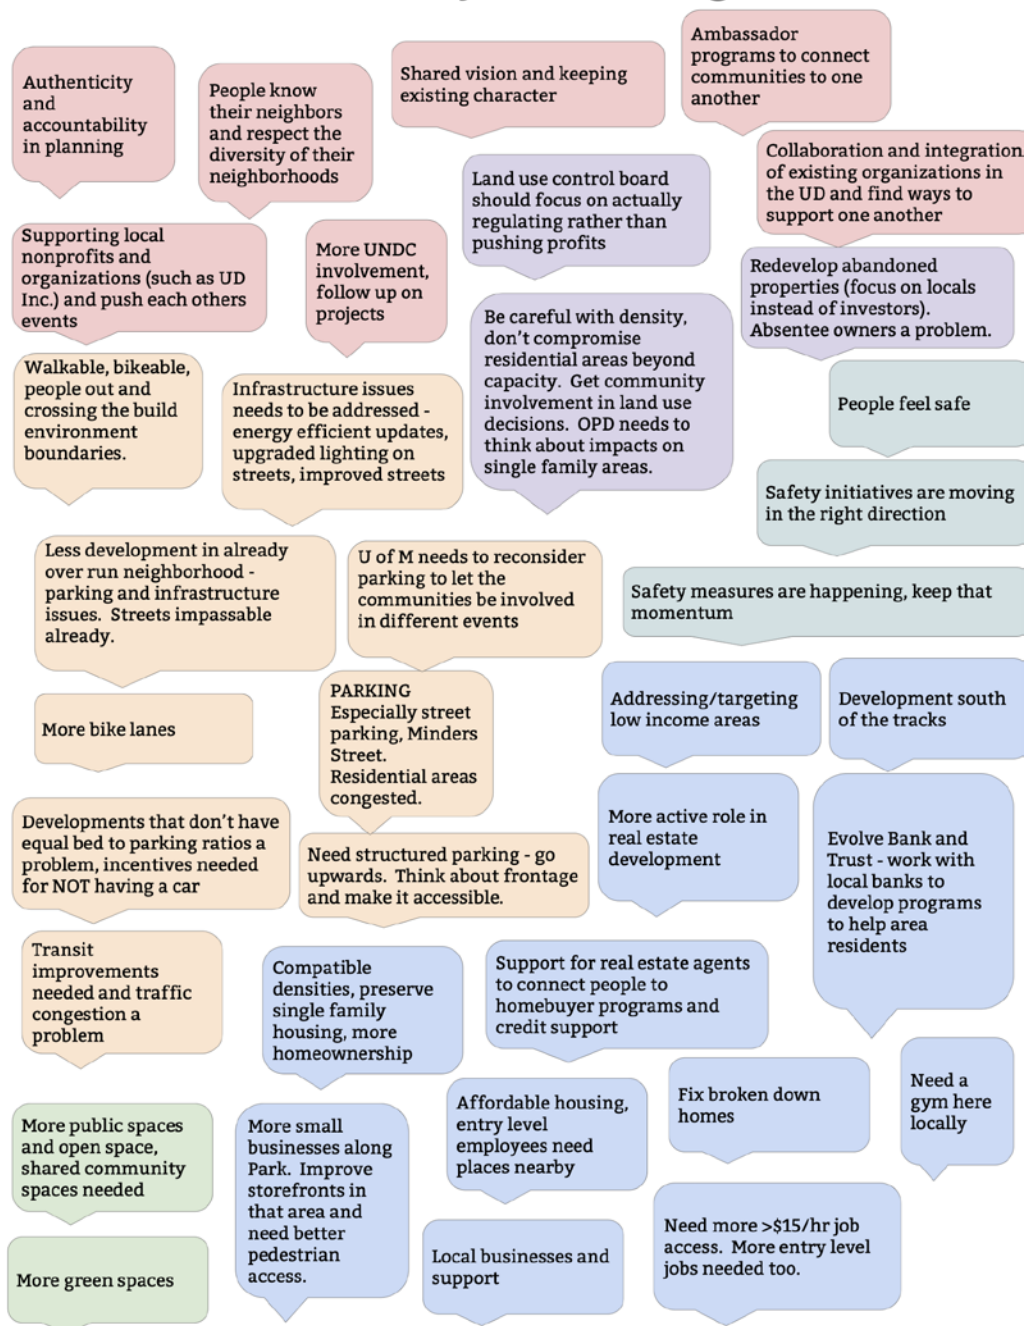 Authenticity
and
accountability
in planning
People know
their neighbors
and respect the
diversity of their
neighborhoods
Shared vision and keeping
existing character
Ambassador
programs to connect
communities to one
another
Collaboration and integration
of existing organizations in
the UD and find ways to
support one another
Land use control board
should focus on actually
regulating rather than
pushing profits
Supporting local
nonprofits and
organizations (such as UD
Inc.) and push each others
events
More UNDC
involvement,
follow up on
projects
Redevelop abandoned
properties (focus on locals
instead of investors).
Absentee owners a problem.
Be careful with density,
don't compromise
residential areas beyond
capacity. Get community
involvement in land use
decisions. OPD needs to
think about impacts on
single family areas.
Walkable, bikeable,
people out and
crossing the build
environment
boundaries.
Infrastructure issues
needs to be addressed -
energy efficient updates,
upgraded lighting on
streets, improved streets
People feel safe
Safety initiatives are moving
in the right direction
Less development in already
over run neighborhood -
parking and infrastructure
issues. Streets impassable
already.
U of M needs to reconsider
parking to let the
communities be involved
in different events
Safety measures are happening, keep that
momentum
More bike lanes
PARKING
Especially street
parking, Minders
Street.
Residential areas
congested.
Addressing/targeting
low income areas
Development south
of the tracks
Developments that don't have
equal bed to parking ratios a
problem, incentives needed
for NOT having a car
Need structured parking - go
upwards. Think about frontage
and make it accessible.
More active role in
real estate
development
Evolve Bank and
Trust - work with
local banks to
develop programs
to help area
residents
Transit
improvements
needed and traffic
congestion a
problem
Compatible
densities, preserve
single family
housing, more
homeownership
Support for real estate agents
to connect people to
homebuyer programs and
credit support
Need a
gym here
locally
Fix broken down
homes
Affordable housing,
entry level
employees need
places nearby
More public spaces
and open space,
shared community
spaces needed
More small
businesses along
Park. Improve
storefronts in
that area and
need better
pedestrian
access.
Need more >$15/hr job
access. More entry level
jobs needed too.
Local businesses and
support
More green spaces